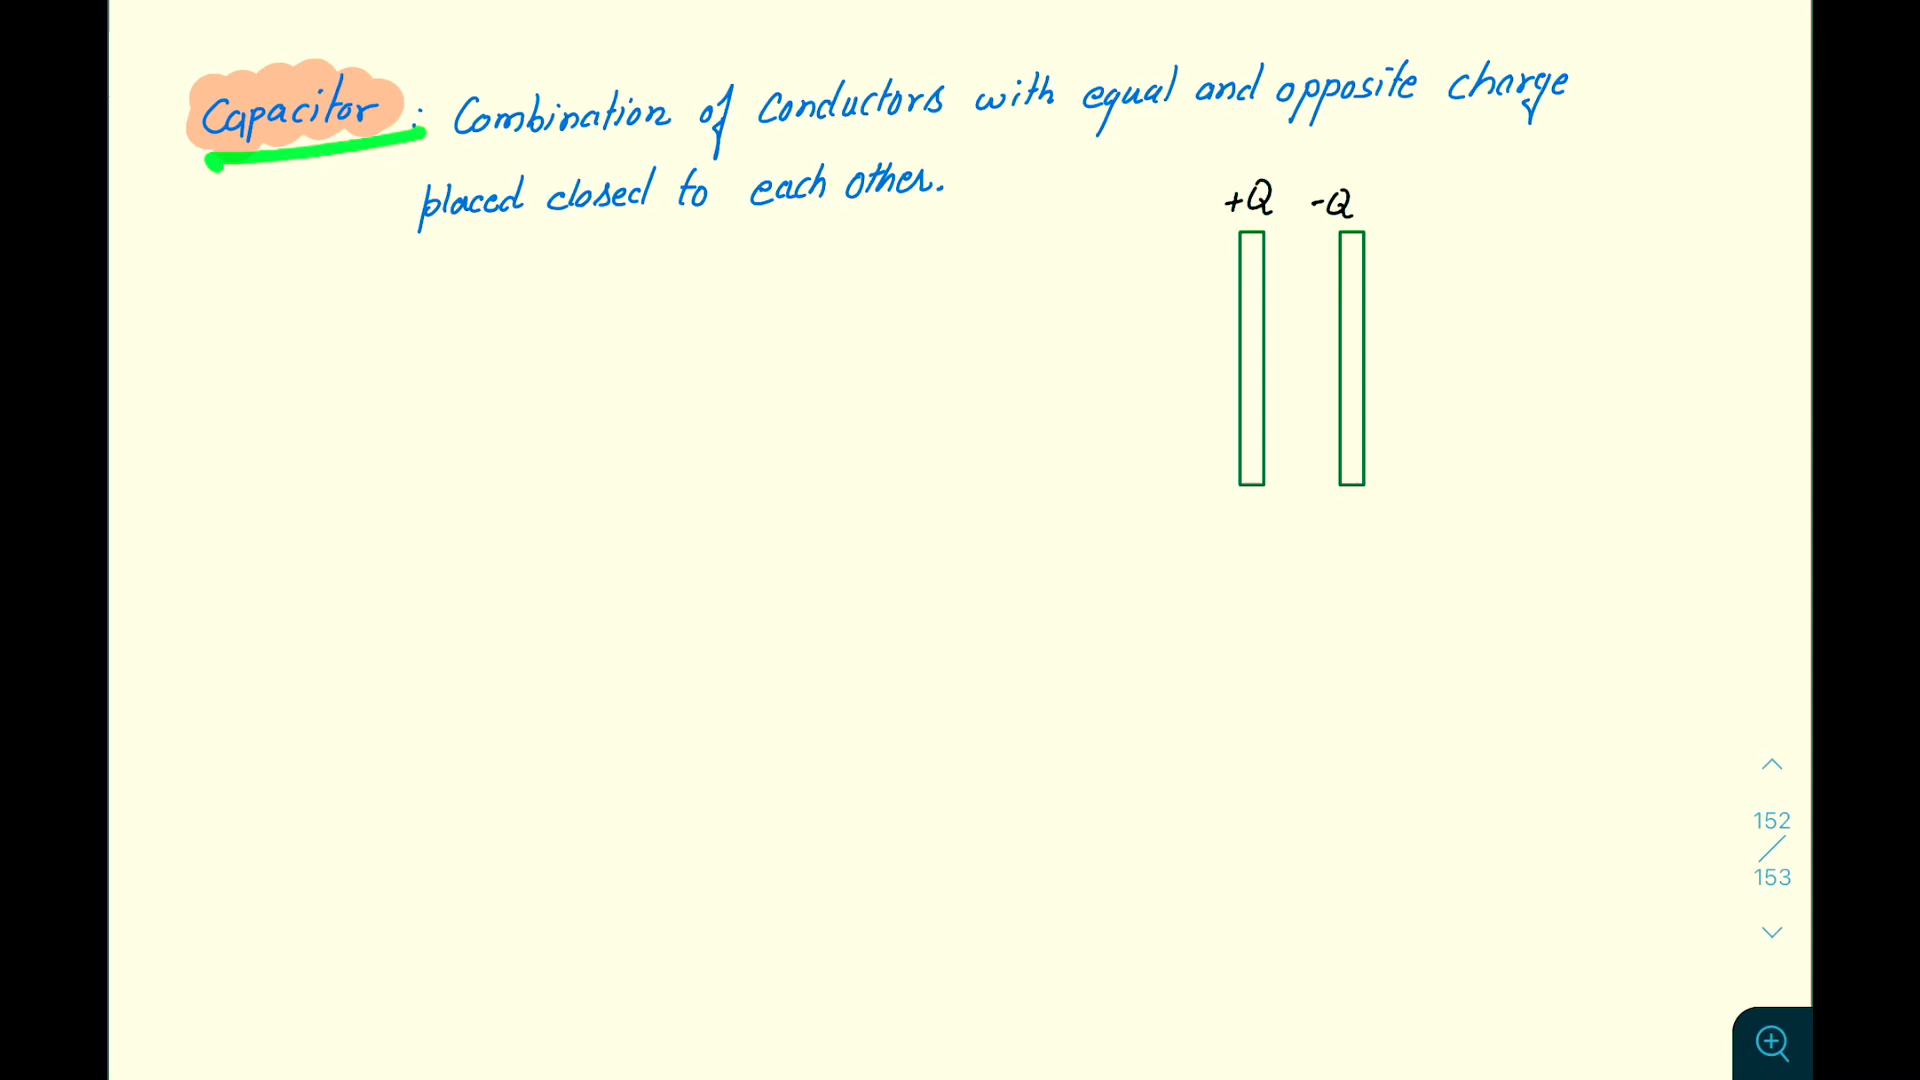 Capacitor : Combination of Conductors with equal and opposite charge
placed closed to each other.
+Q -Q
152
/
153